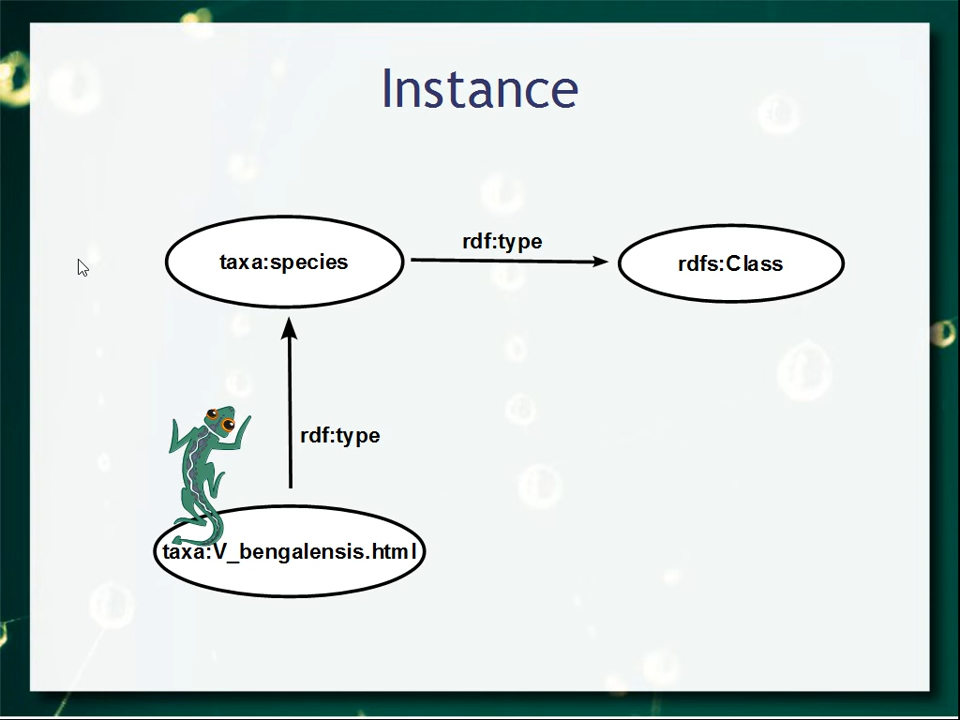 Instance
rdf:type
taxa:species
rdfs:Class
rdf:type
taxa:V_bengalensis.html